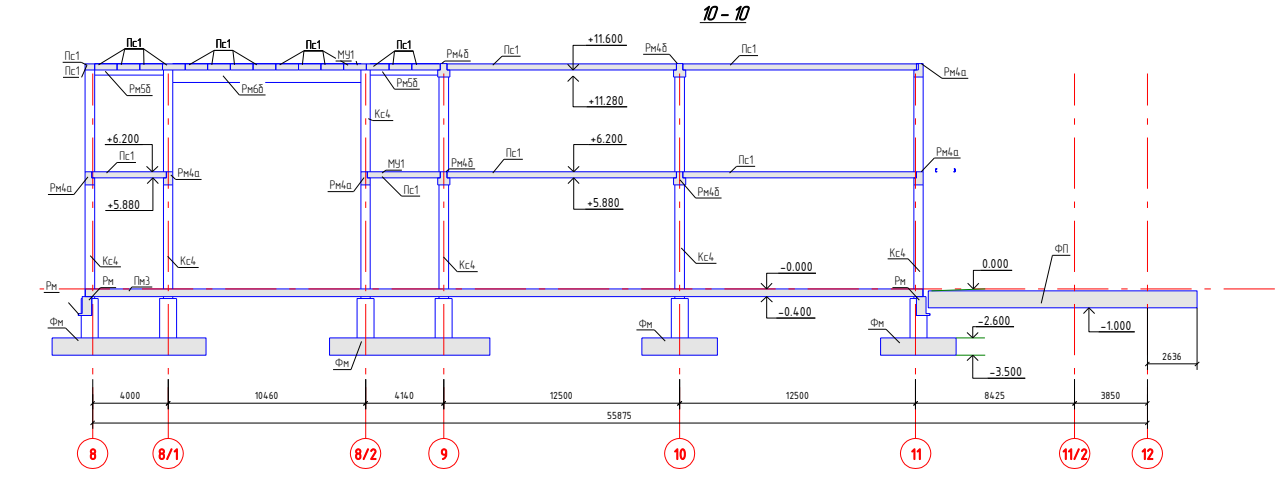 10 - 10
Пс1 Пс1 Пс1 Пс1
+11.600
Пс1 МУ1 Рм4б Пс1 Рм4б Пс1
Пс1 Рм4а
Рм5б Рм6б Рм5б
+11.280
Кс4
+6.200 +6.200
Пс1 МУ1 Рм4б Пс1 Пс1 Рм4а
Рм4а Рм4а Рм4а Пс1 Рм4б
+5.880 +5.880
ФП
Кс4 Кс4 Кс4 Кс4 Кс4
-0.000 0.000
Рм Рм Пм3 Рм
-0.400
Фм Фм Фм -2.600 -1.000
Фм
2636
-3.500
4000 10460 4140 12500 12500 8425 3850
55875
8 8/1 8/2 9 10 11 11/2 12